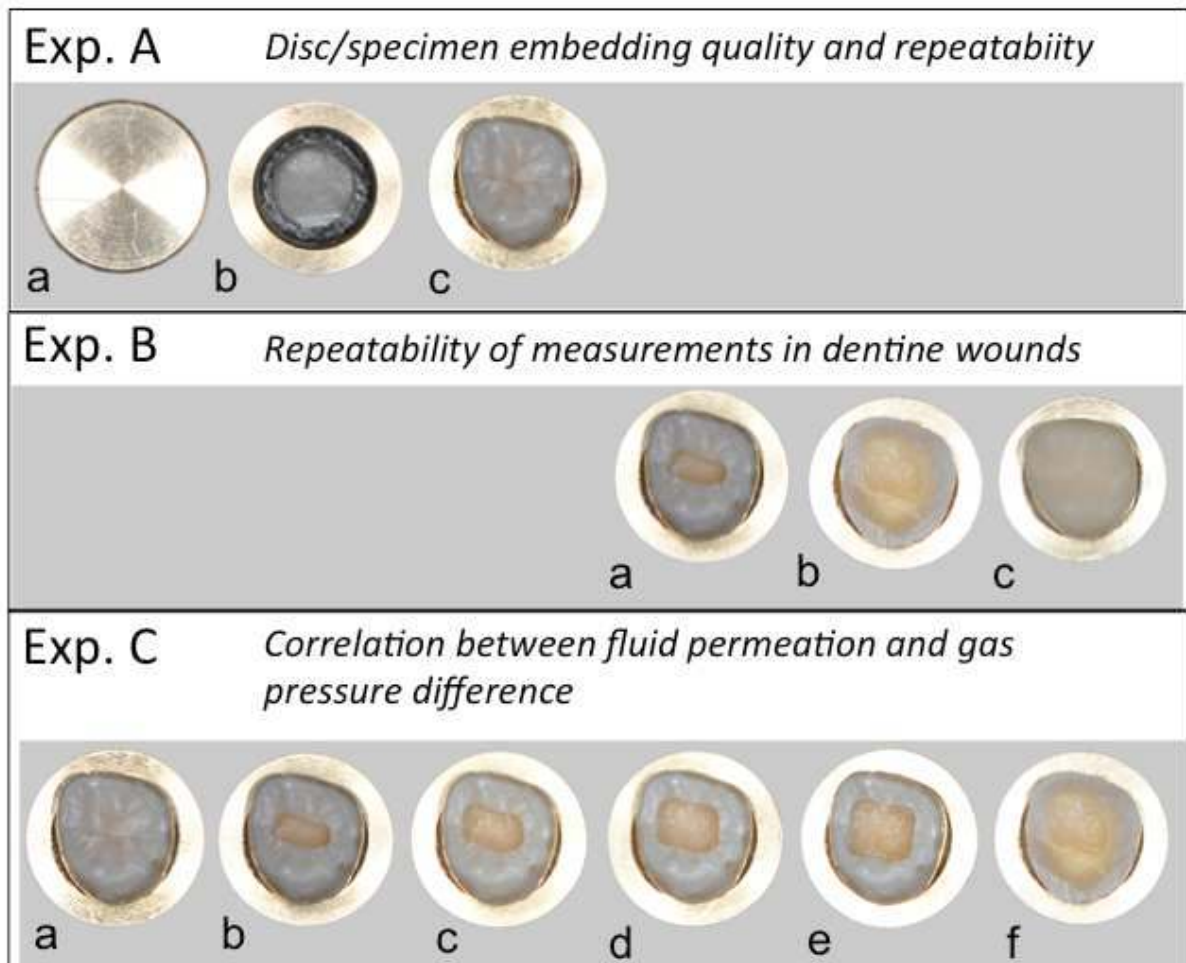 Exp. A
Disc/specimen embedding quality and repeatabiity
a b c
Exp. B
Repeatability of measurements in dentine wounds
a b c
Exp. C
Correlation between fluid permeation and gas
pressure difference
a b c d e f